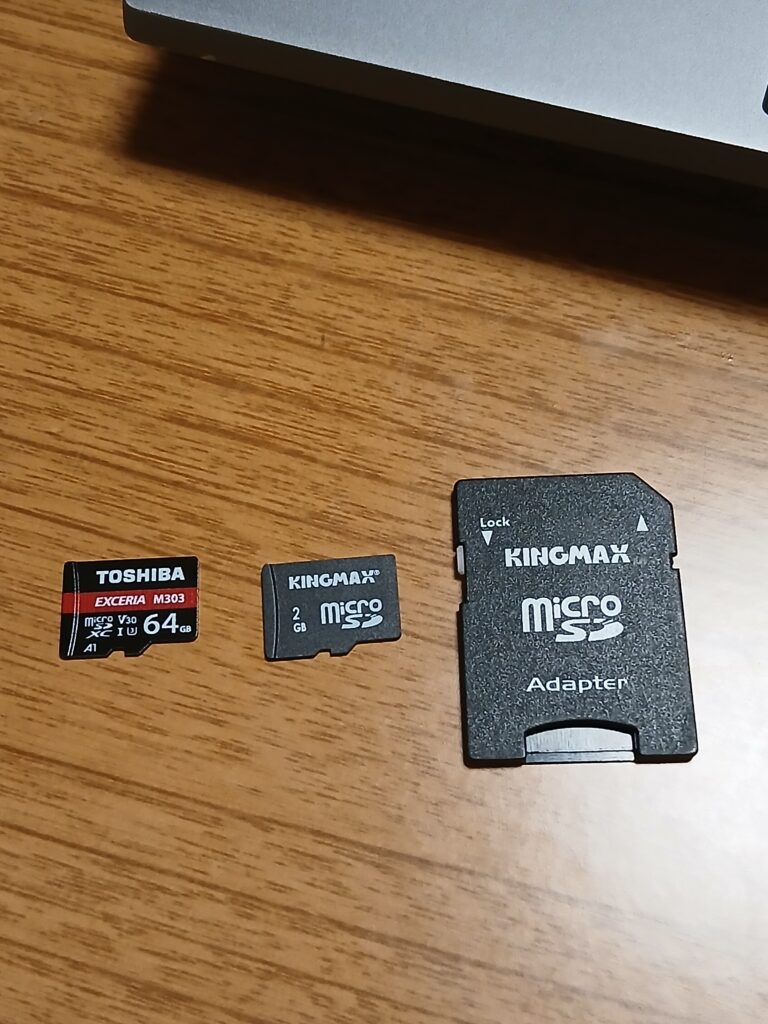 TOSHIBA
EXCERIA M303
micro SD XC I V30 U3 64GB
A1
KINGMAX®
2 GB micro SD
Lock
KINGMAX
micro SD
Adapter